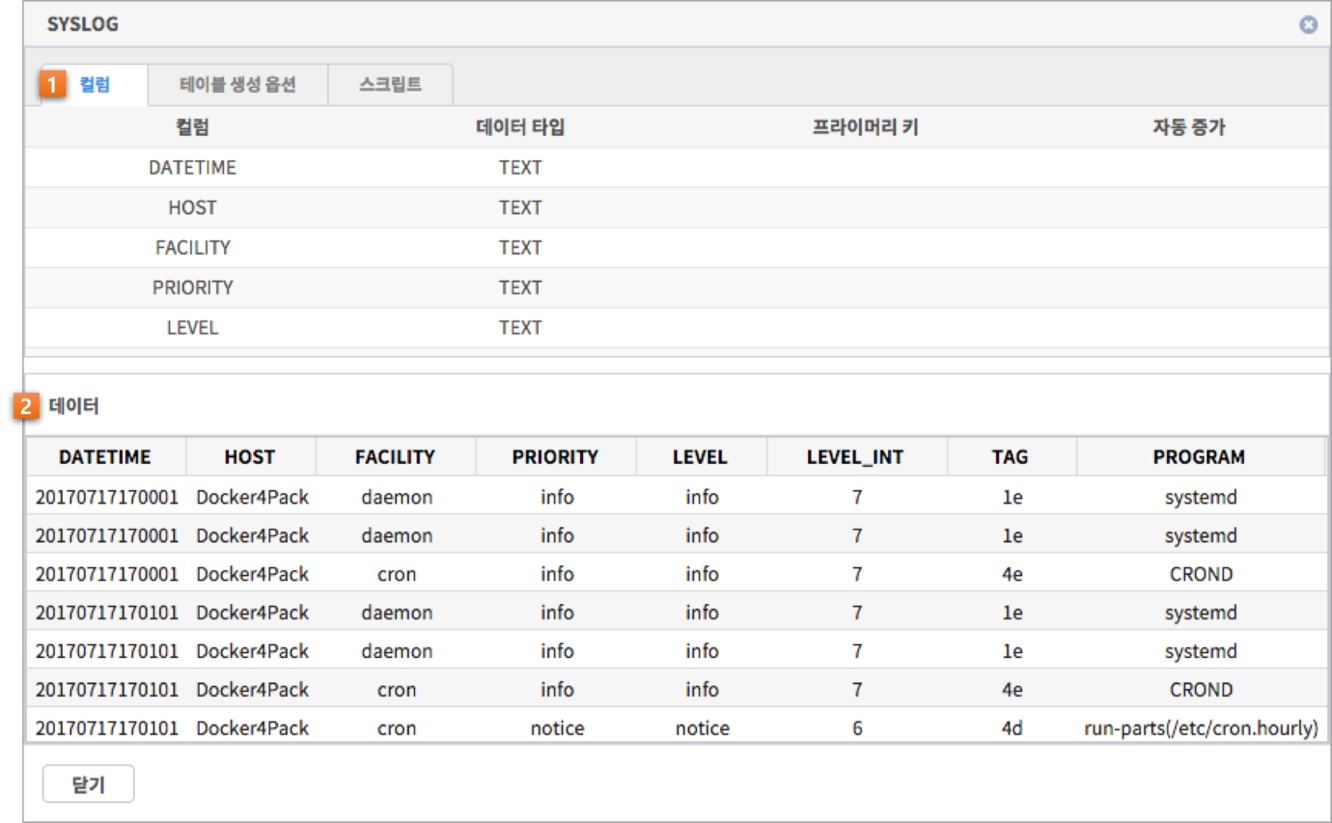 SYSLOG
1 컬럼 테이블 생성 옵션 스크립트
컬럼 데이터 타입 프라이머리 키 자동 증가
DATETIME TEXT
HOST TEXT
FACILITY TEXT
PRIORITY TEXT
LEVEL TEXT
2 데이터
DATETIME HOST FACILITY PRIORITY LEVEL LEVEL_INT TAG PROGRAM
20170717170001 Docker4Pack daemon info info 7 1e systemd
20170717170001 Docker4Pack daemon info info 7 1e systemd
20170717170001 Docker4Pack cron info info 7 4e CROND
20170717170101 Docker4Pack daemon info info 7 1e systemd
20170717170101 Docker4Pack daemon info info 7 1e systemd
20170717170101 Docker4Pack cron info info 7 4e CROND
20170717170101 Docker4Pack cron notice notice 6 4d run-parts(/etc/cron.hourly)
닫기